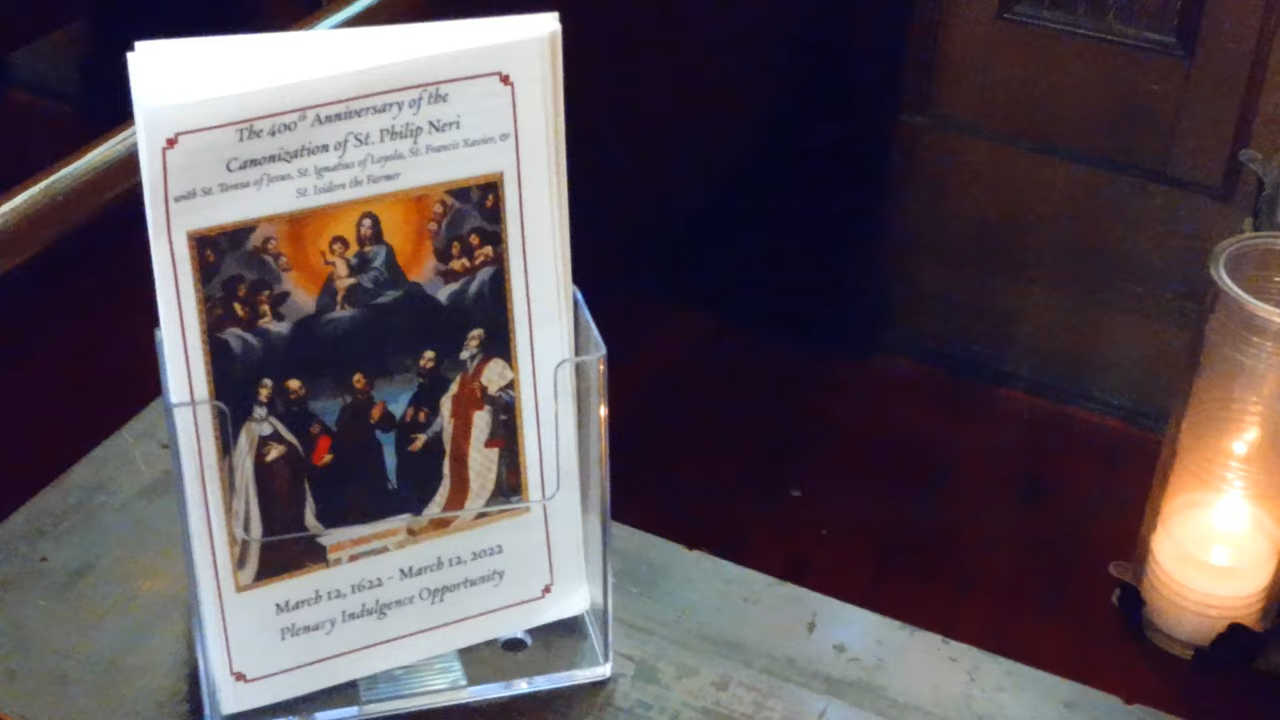 The 400th Anniversary of the
Canonization of St. Philip Neri
with St. Teresa of Jesus, St. Ignatius of Loyola, St. Francis Xavier, &
St. Isidore the Farmer
March 12, 1622 - March 12, 2022
Plenary Indulgence Opportunity